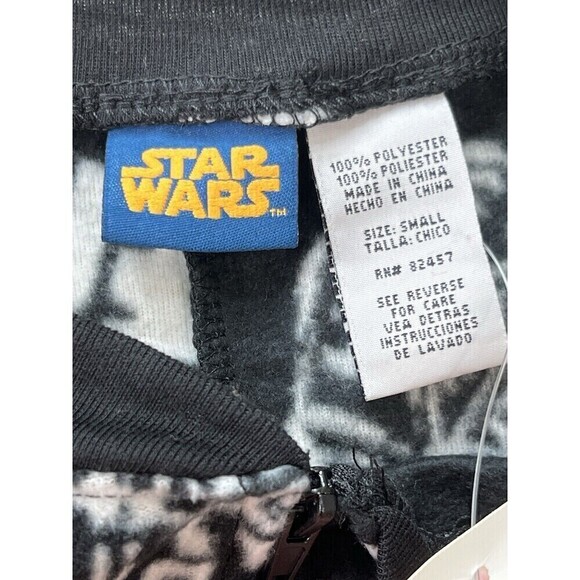 STAR
WARS
TM
100% POLYESTER
100% POLIESTER
MADE IN CHINA
HECHO EN CHINA
SIZE: SMALL
TALLA: CHICO
RN# 82457
SEE REVERSE
FOR CARE
VEA DETRAS
INSTRUCCIONES
DE LAVADO